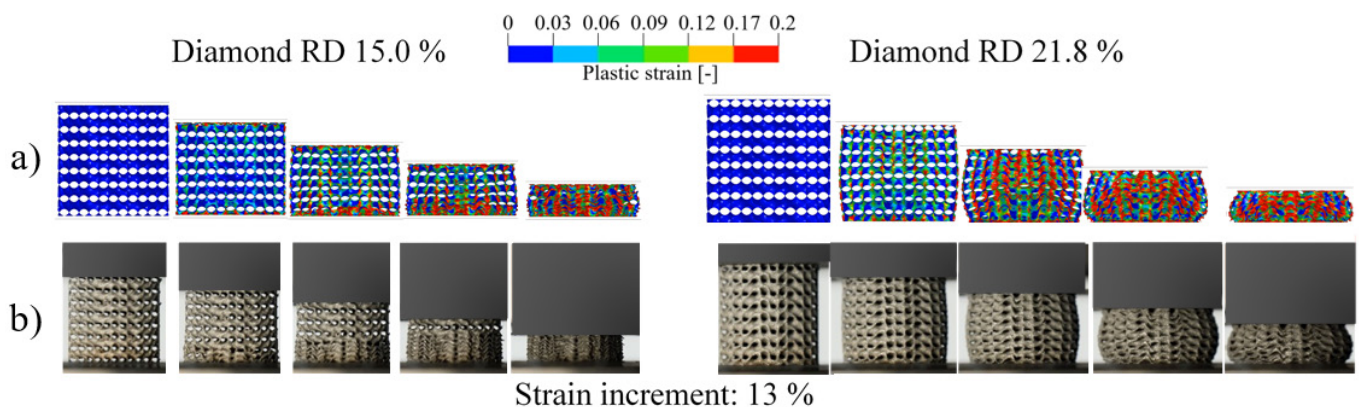 0 0.03 0.06 0.09 0.12 0.17 0.2
Diamond RD 15.0 %
Plastic strain [-]
Diamond RD 21.8 %
a)
b)
Strain increment: 13 %